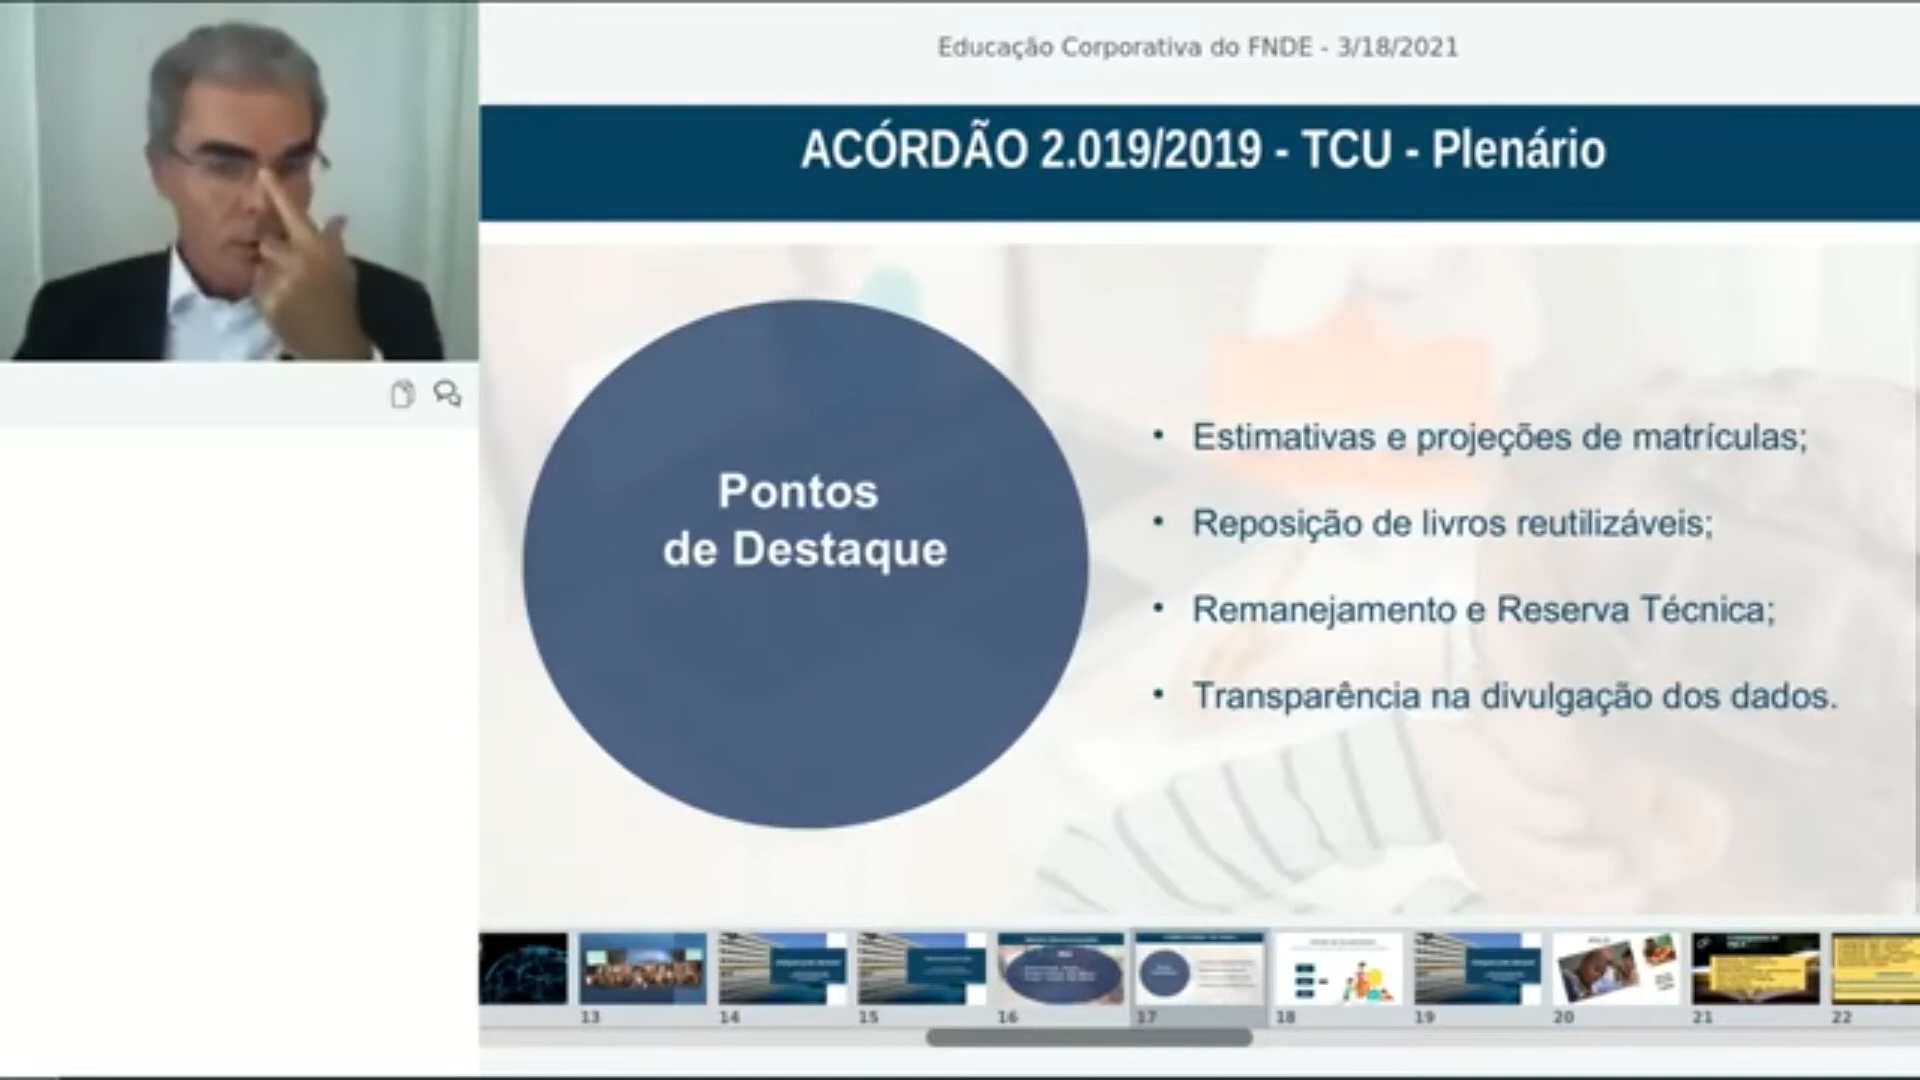 Educação Corporativa do FNDE - 3/18/2021
ACÓRDÃO 2.019/2019 - TCU - Plenário
Pontos
de Destaque
• Estimativas e projeções de matrículas;
• Reposição de livros reutilizáveis;
• Remanejamento e Reserva Técnica;
• Transparência na divulgação dos dados.
13 14 15 16 17 18 19 20 21 22